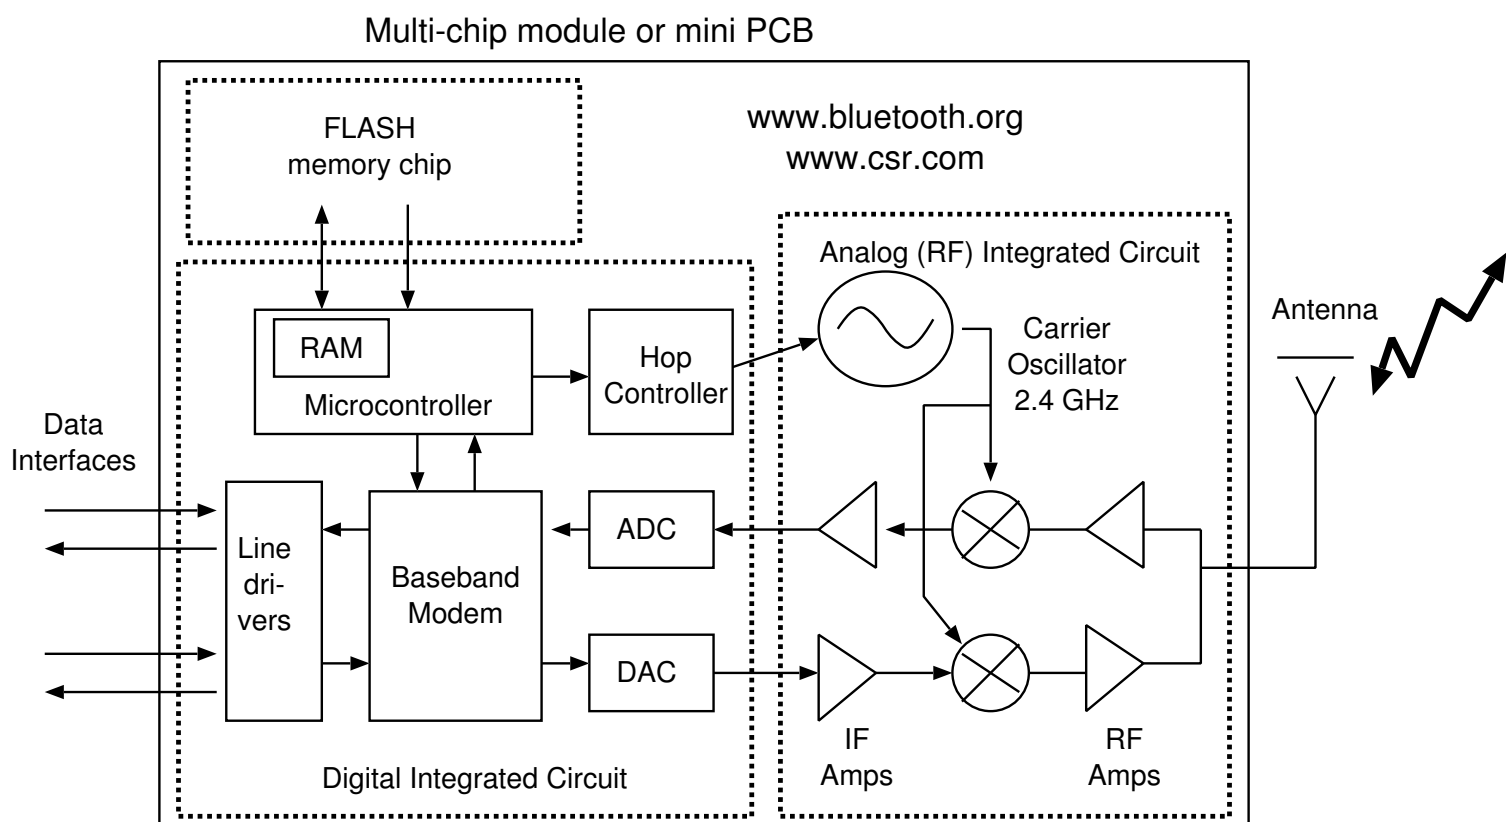 Multi-chip module or mini PCB
FLASH
memory chip
www.bluetooth.org
www.csr.com
Analog (RF) Integrated Circuit
RAM
Microcontroller
Hop
Controller
Carrier
Oscillator
2.4 GHz
Antenna
Data
Interfaces
Line
dri-
vers
Baseband
Modem
ADC
DAC
IF
Amps
RF
Amps
Digital Integrated Circuit